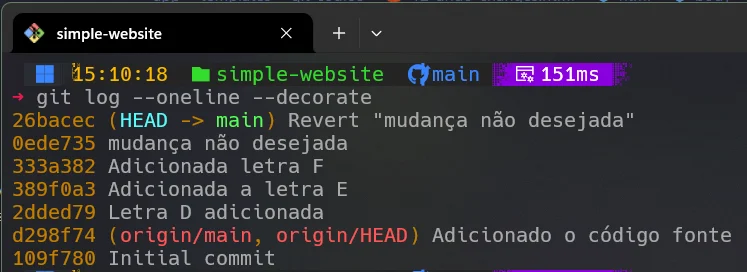 simple-website
15:10:18 simple-website main 151ms
→ git log --oneline --decorate
26bacec (HEAD -> main) Revert "mudança não desejada"
0ede735 mudança não desejada
333a382 Adicionada letra F
389f0a3 Adicionada a letra E
2dded79 Letra D adicionada
d298f74 (origin/main, origin/HEAD) Adicionado o código fonte
109f780 Initial commit